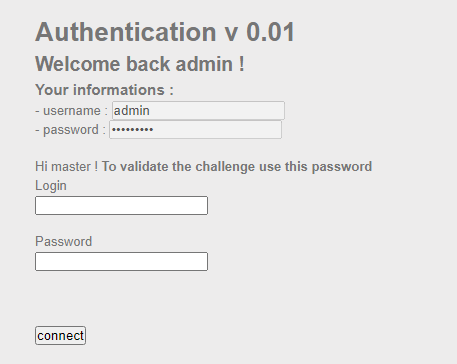 Authentication v 0.01
Welcome back admin !
Your informations :
- username : admin
- password : •••••••••
Hi master ! To validate the challenge use this password
Login
Password
connect